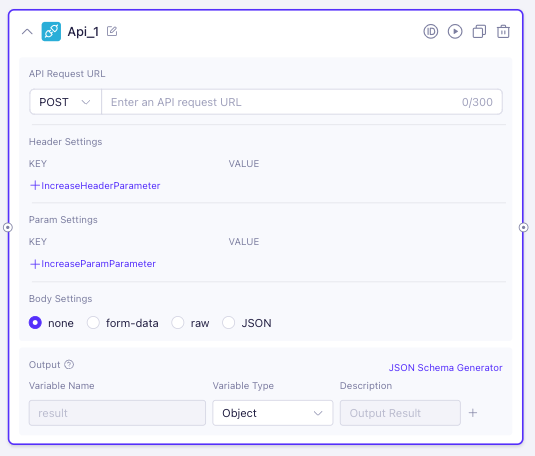 Api_1
ID
API Request URL
POST Enter an API request URL 0/300
Header Settings
KEY VALUE
+IncreaseHeaderParameter
Param Settings
KEY VALUE
+IncreaseParamParameter
Body Settings
none form-data raw JSON
Output ?
JSON Schema Generator
Variable Name Variable Type Description
result Object Output Result +